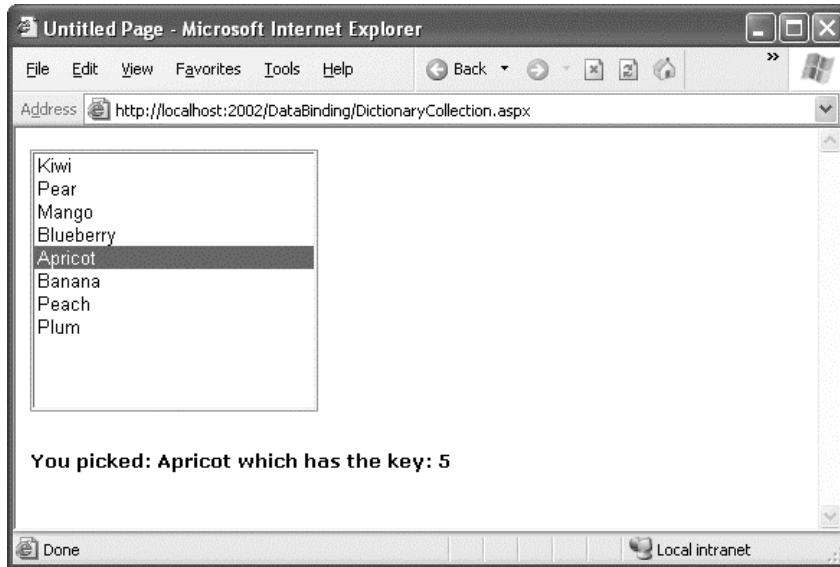 Untitled Page - Microsoft Internet Explorer
File Edit View Favorites Tools Help Back »
Address http://localhost:2002/DataBinding/DictionaryCollection.aspx
Kiwi
Pear
Mango
Blueberry
Apricot
Banana
Peach
Plum
You picked: Apricot which has the key: 5
Done Local intranet